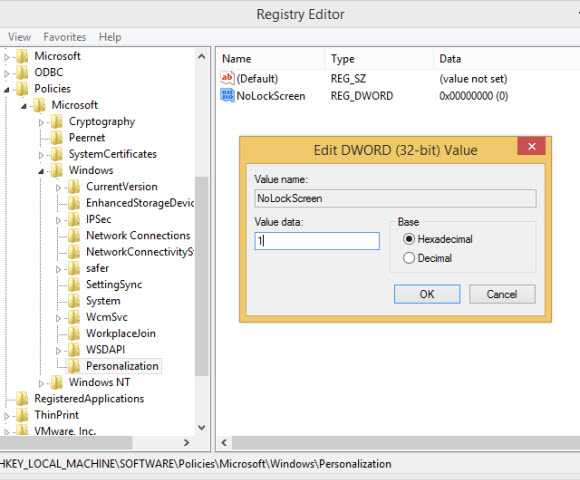 Registry Editor
View Favorites Help
Microsoft
ODBC
Policies
Microsoft
Cryptography
Peernet
SystemCertificates
Windows
CurrentVersion
EnhancedStorageDevic
IPSec
Network Connections
NetworkConnectivitySt
safer
SettingSync
System
WcmSvc
WorkplaceJoin
WSDAPI
Personalization
Windows NT
RegisteredApplications
ThinPrint
VMware, Inc.
Name Type Data
ab (Default) REG_SZ (value not set)
NoLockScreen REG_DWORD 0x00000000 (0)
Edit DWORD (32-bit) Value
Value name:
NoLockScreen
Value data:
1
Base
Hexadecimal
Decimal
OK Cancel
HKEY_LOCAL_MACHINE\SOFTWARE\Policies\Microsoft\Windows\Personalization